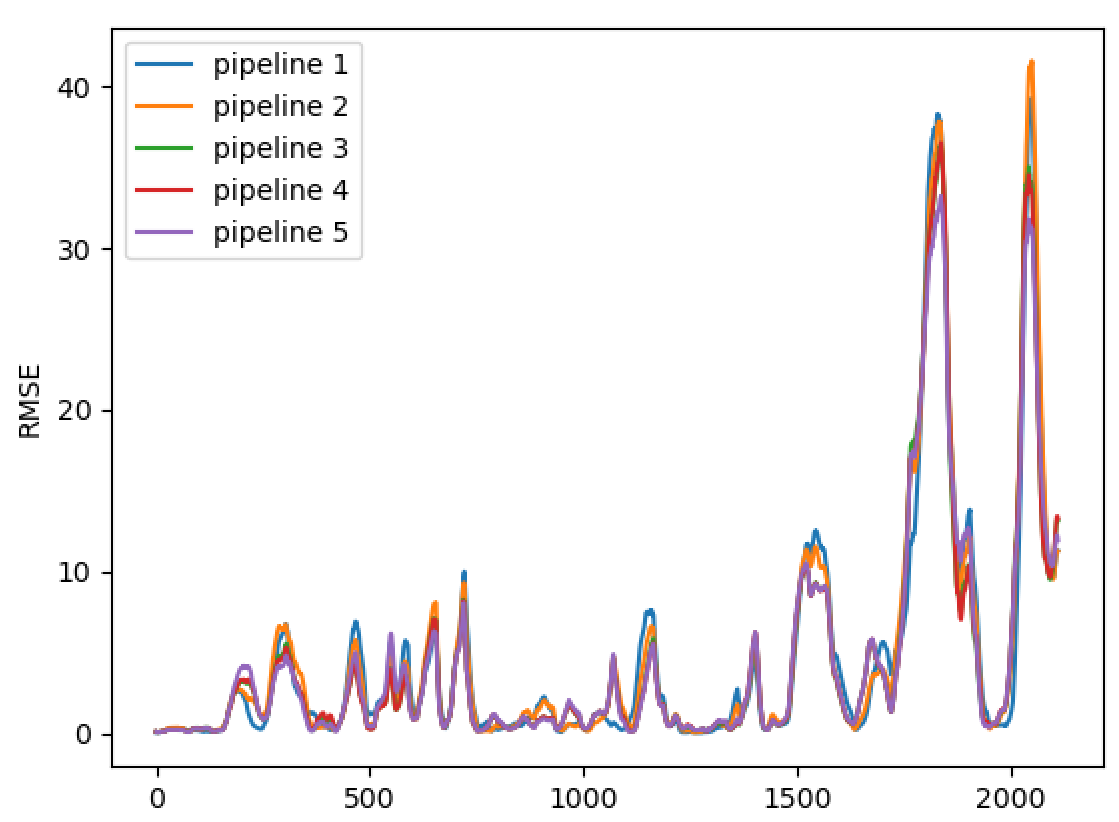 pipeline 1
pipeline 2
pipeline 3
pipeline 4
pipeline 5
RMSE
40
30
20
10
0
0 500 1000 1500 2000